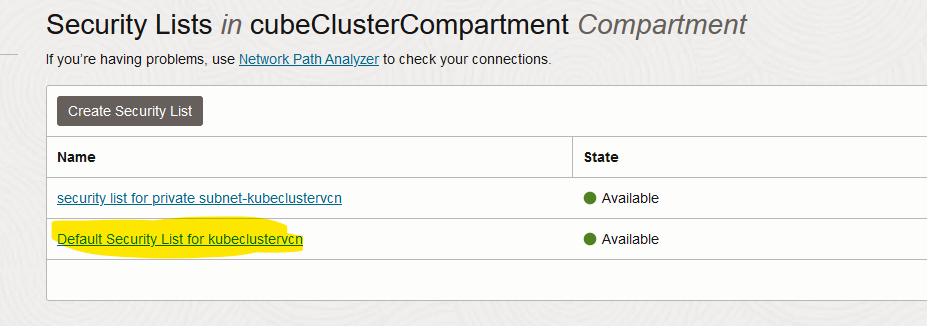 Security Lists in cubeClusterCompartment Compartment
If you're having problems, use Network Path Analyzer to check your connections.
Create Security List
Name State
security list for private subnet-kubeclustervcn Available
Default Security List for kubeclustervcn Available